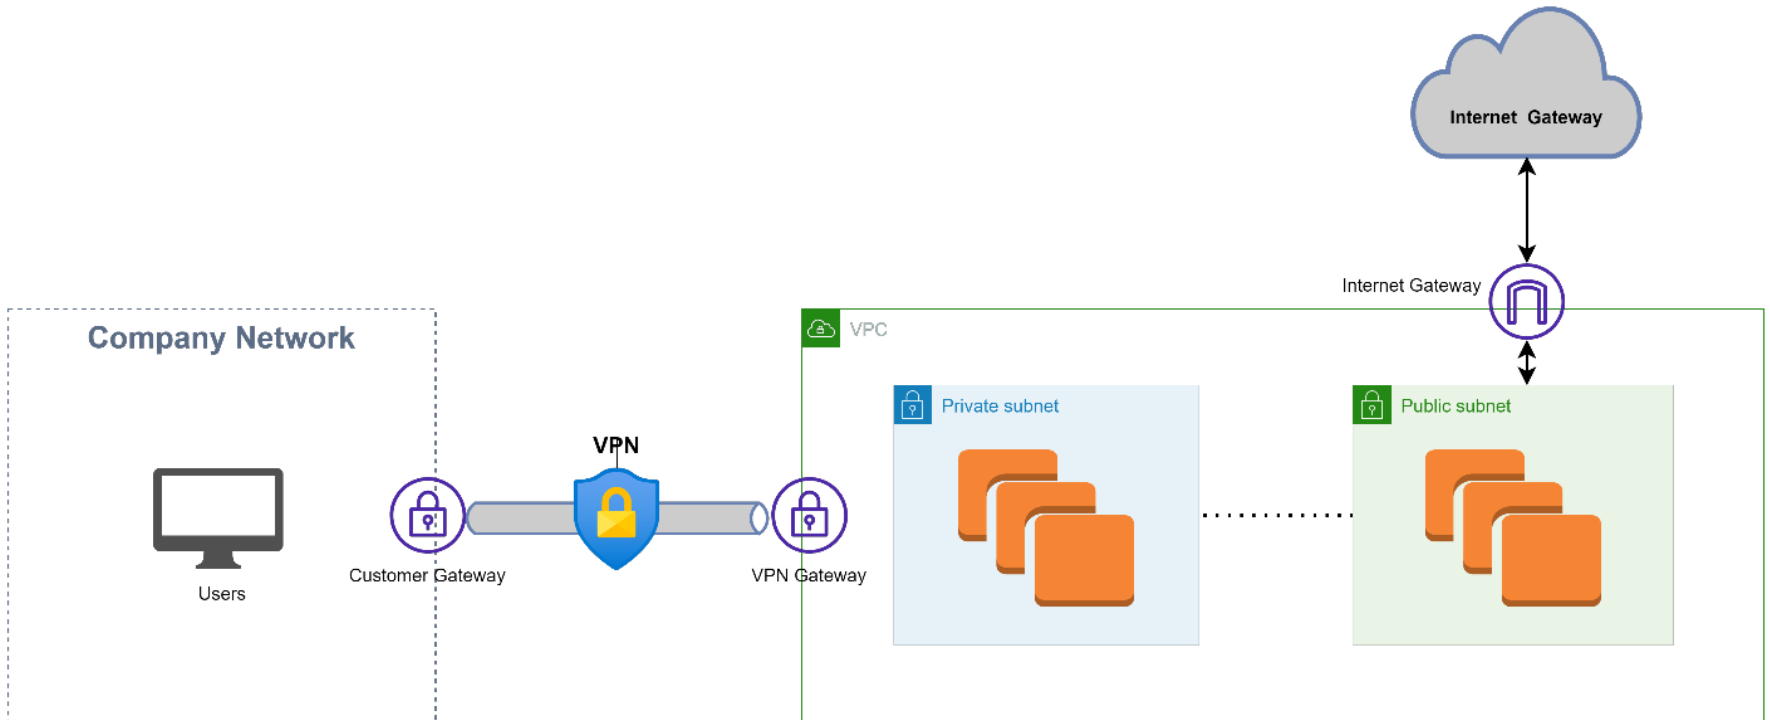 Internet  Gateway
Internet Gateway
Company Network
VPC
Private subnet
Public subnet
VPN
Customer Gateway
VPN Gateway
Users